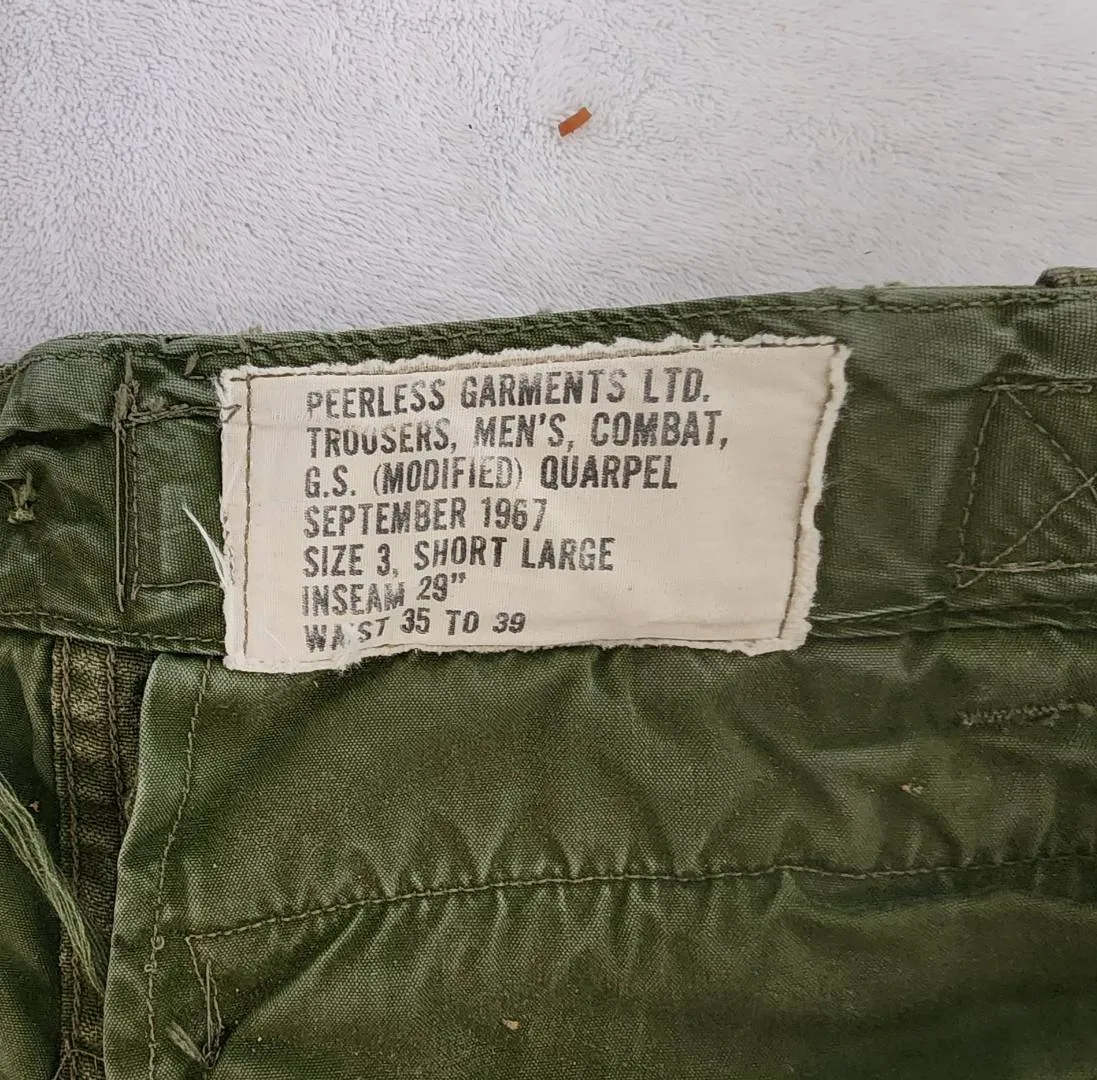 PEERLESS GARMENTS LTD.
TROUSERS, MEN'S, COMBAT,
G.S. (MODIFIED) QUARPEL
SEPTEMBER 1967
SIZE 3, SHORT LARGE
INSEAM 29"
WAIST 35 TO 39